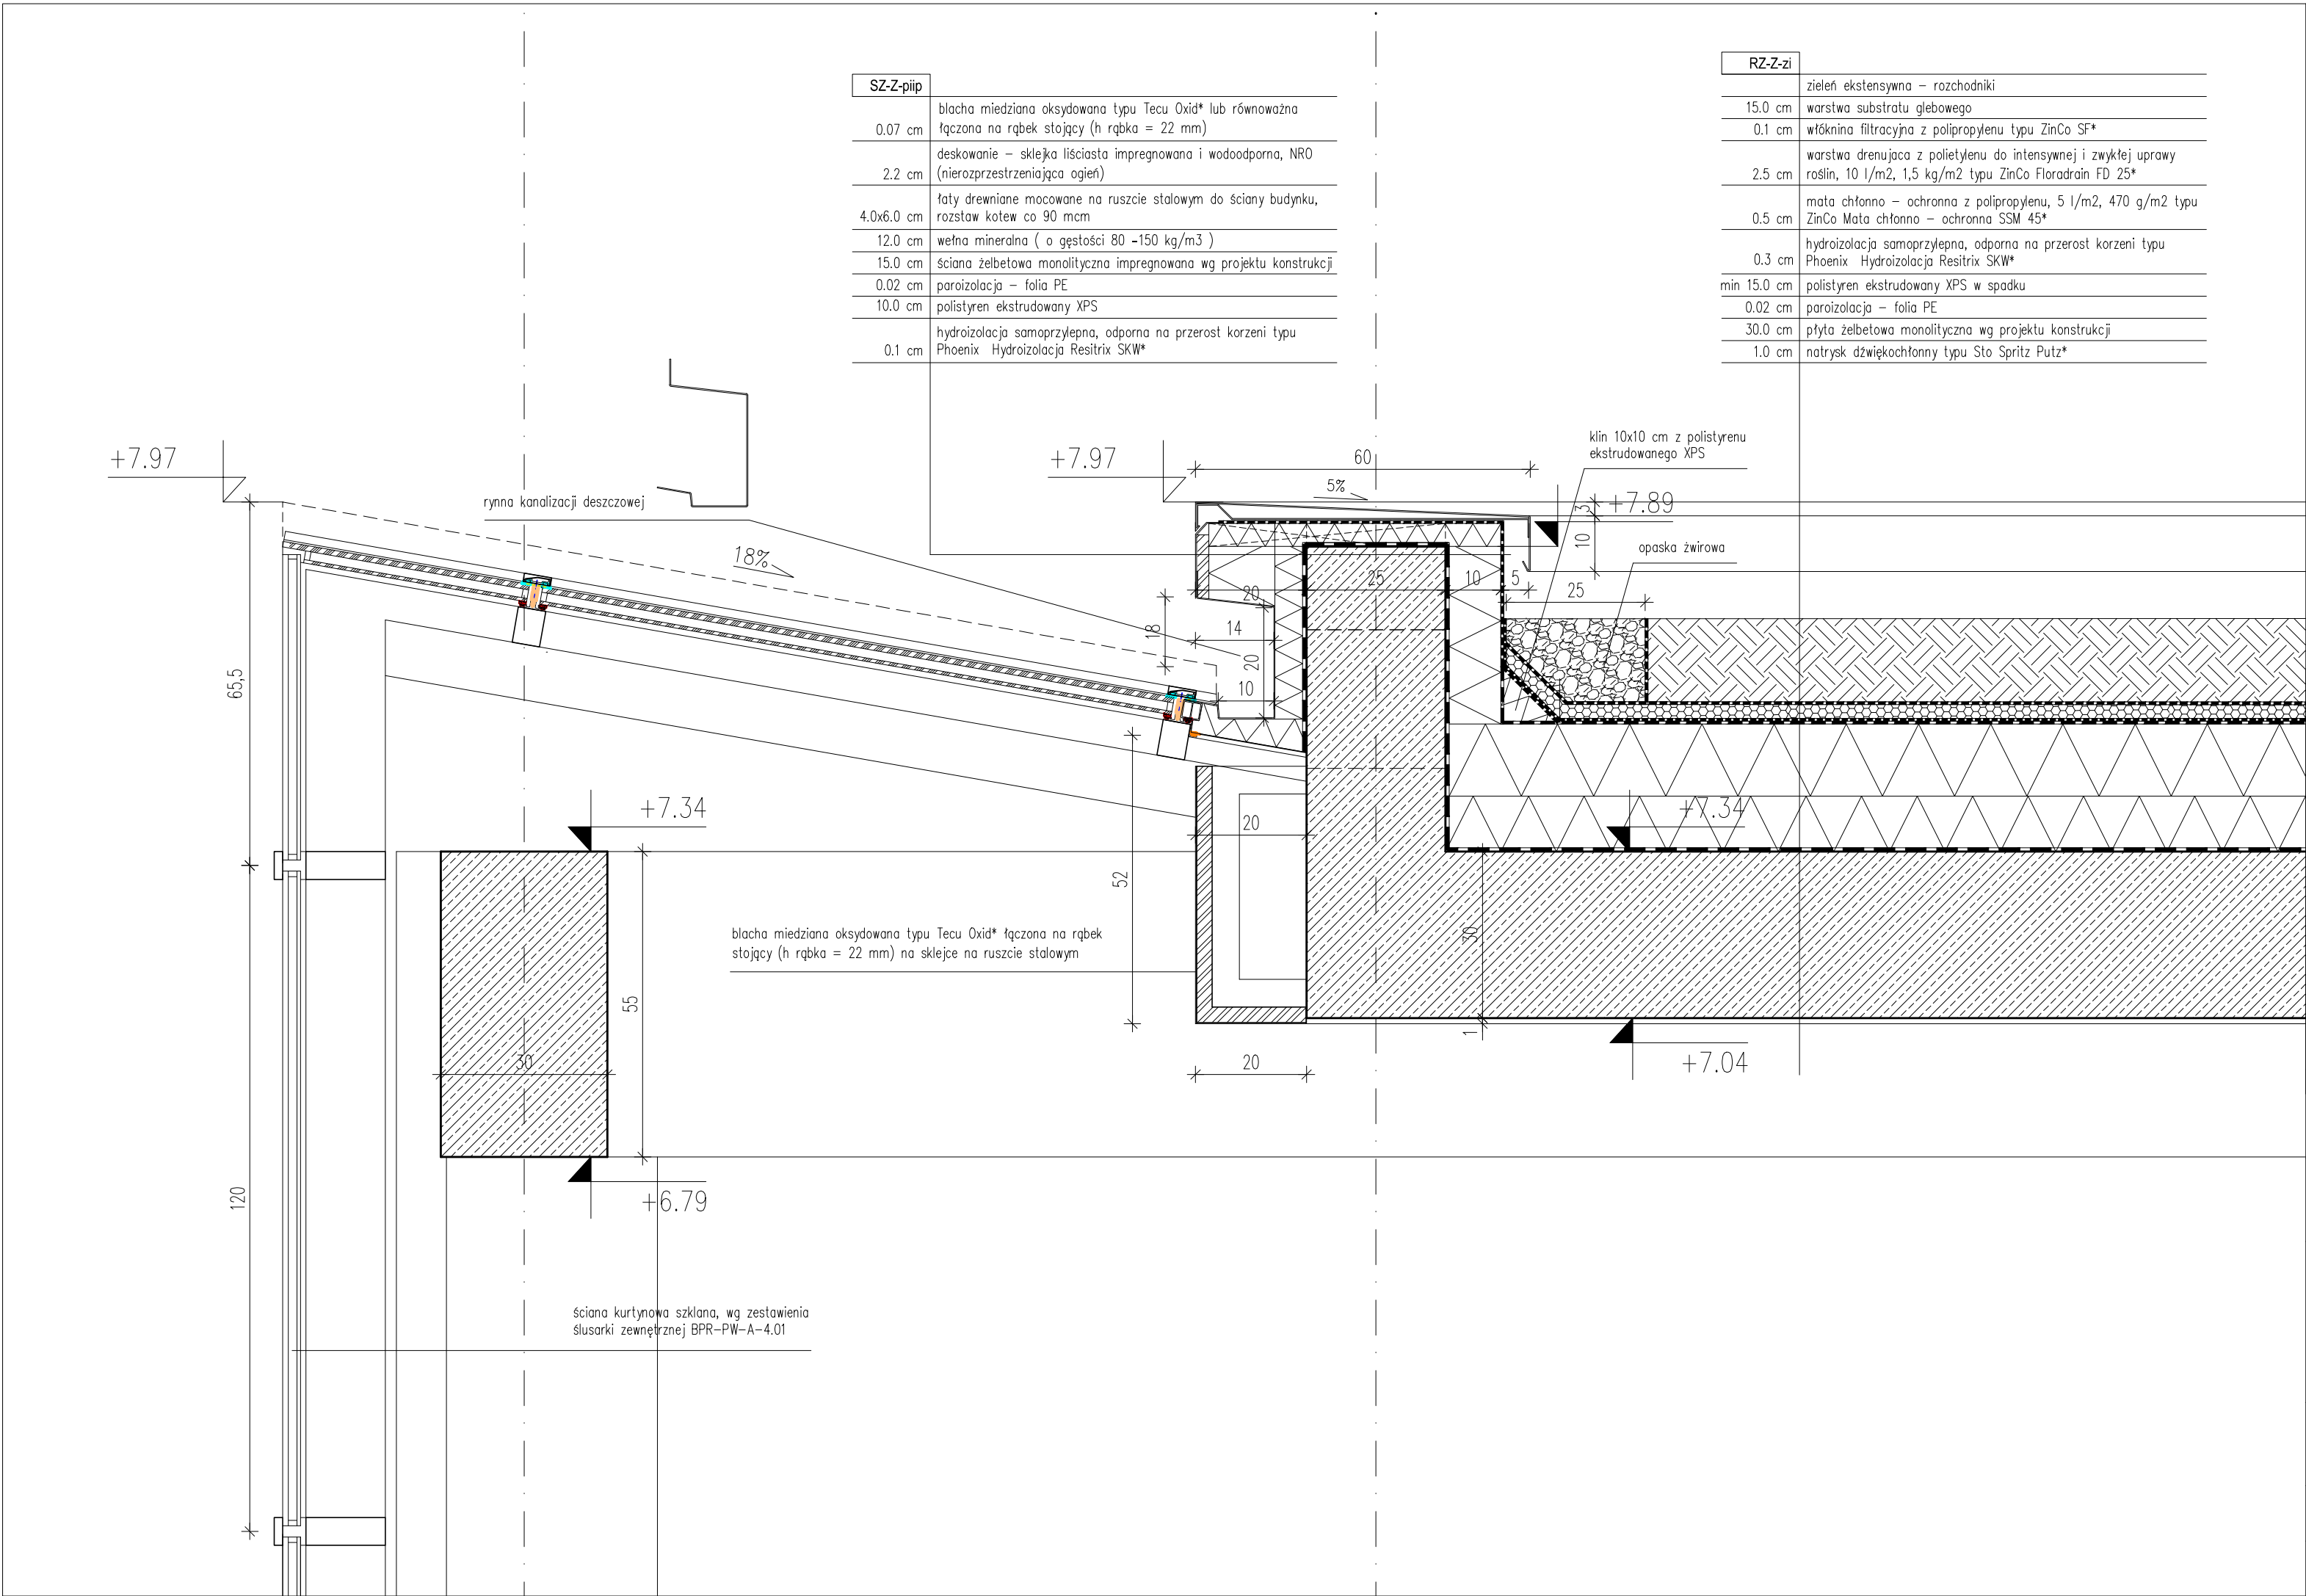 SZ-Z-piip
blacha miedziana oksydowana typu Tecu Oxid* lub równoważna
0.07 cm łączona na rąbek stojący (h rąbka = 22 mm)
deskowanie – sklejka liściasta impregnowana i wodoodporna, NRO
2.2 cm (nierozprzestrzeniająca ogień)
łaty drewniane mocowane na ruszcie stalowym do ściany budynku,
4.0x6.0 cm rozstaw kotew co 90 mcm
12.0 cm wełna mineralna ( o gęstości 80 -150 kg/m3 )
15.0 cm ściana żelbetowa monolityczna impregnowana wg projektu konstrukcji
0.02 cm paroizolacja – folia PE
10.0 cm polistyren ekstrudowany XPS
hydroizolacja samoprzylepna, odporna na przerost korzeni typu
0.1 cm Phoenix Hydroizolacja Resitrix SKW*
RZ-Z-zi
zieleń ekstensywna – rozchodniki
15.0 cm warstwa substratu glebowego
0.1 cm włóknina filtracyjna z polipropylenu typu ZinCo SF*
warstwa drenujaca z polietylenu do intensywnej i zwykłej uprawy
2.5 cm roślin, 10 l/m2, 1,5 kg/m2 typu ZinCo Floradrain FD 25*
mata chłonno – ochronna z polipropylenu, 5 l/m2, 470 g/m2 typu
0.5 cm ZinCo Mata chłonno – ochronna SSM 45*
hydroizolacja samoprzylepna, odporna na przerost korzeni typu
0.3 cm Phoenix Hydroizolacja Resitrix SKW*
min 15.0 cm polistyren ekstrudowany XPS w spadku
0.02 cm paroizolacja – folia PE
30.0 cm płyta żelbetowa monolityczna wg projektu konstrukcji
1.0 cm natrysk dźwiękochłonny typu Sto Spritz Putz*
klin 10x10 cm z polistyrenu
ekstrudowanego XPS
+7.97
+7.97
60
5%
rynna kanalizacji deszczowej
3
+7.89
10
opaska żwirowa
18%
20
25
10
5
25
18
14
20
10
65,5
+7.34
+7.34
20
52
blacha miedziana oksydowana typu Tecu Oxid* łączona na rąbek
stojący (h rąbka = 22 mm) na sklejce na ruszcie stalowym
30
55
1
30
20
+7.04
120
+6.79
ściana kurtynowa szklana, wg zestawienia
ślusarki zewnętrznej BPR-PW-A-4.01